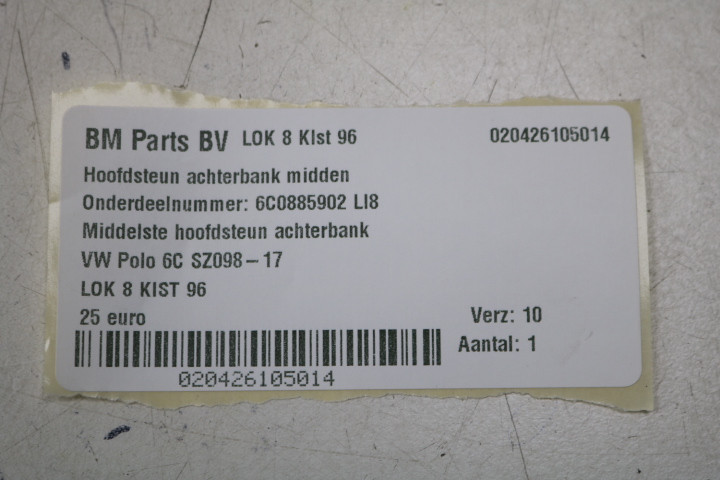 BM Parts BV LOK 8 KIst 96 020426105014
Hoofdsteun achterbank midden
Onderdeelnummer: 6C0885902 LI8
Middelste hoofdsteun achterbank
VW Polo 6C SZ098-17
LOK 8 KIST 96
25 euro Verz: 10
Aantal: 1
020426105014